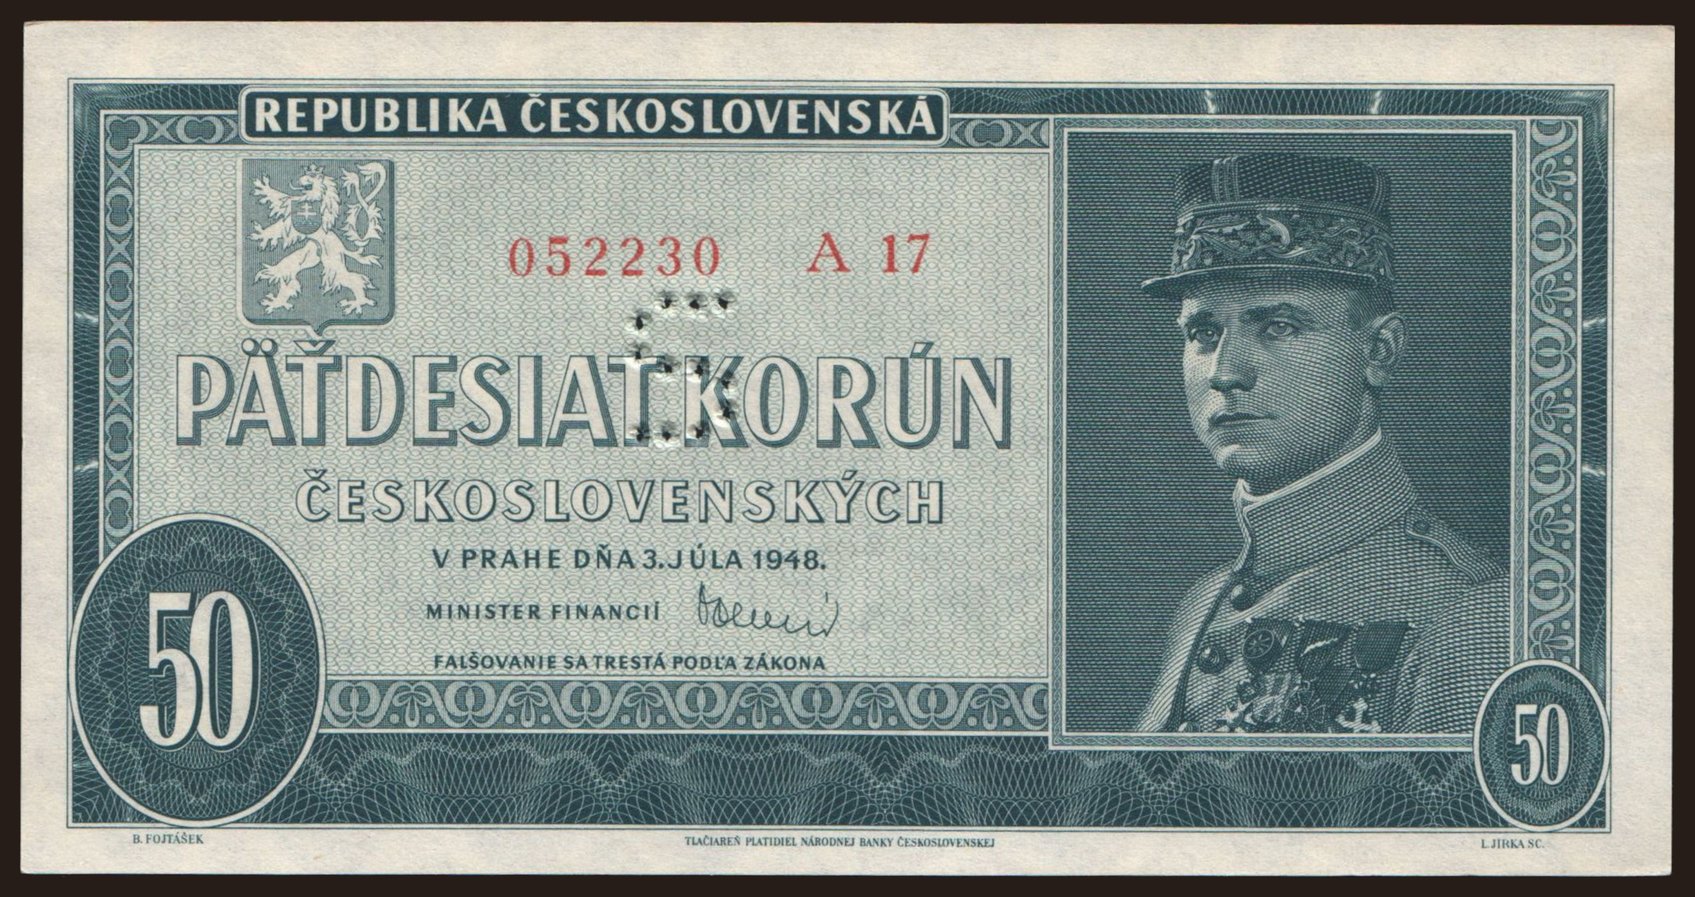 REPUBLIKA ČESKOSLOVENSKÁ
052230 A 17
S
PÄŤDESIAT KORÚN
ČESKOSLOVENSKÝCH
V PRAHE DŇA 3. JÚLA 1948.
MINISTER FINANCIÍ
FALŠOVANIE SA TRESTÁ PODĽA ZÁKONA
50
50
B. FOJTÁŠEK
TLAČIAREŇ PLATIDIEL NÁRODNEJ BANKY ČESKOSLOVENSKEJ
I. JIRKA SC.